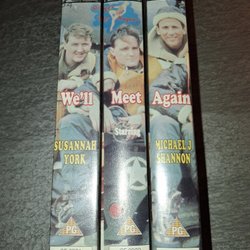 We'll Meet Again
Starring
SUSANNAH YORK
MICHAEL J SHANNON
PG PG PG